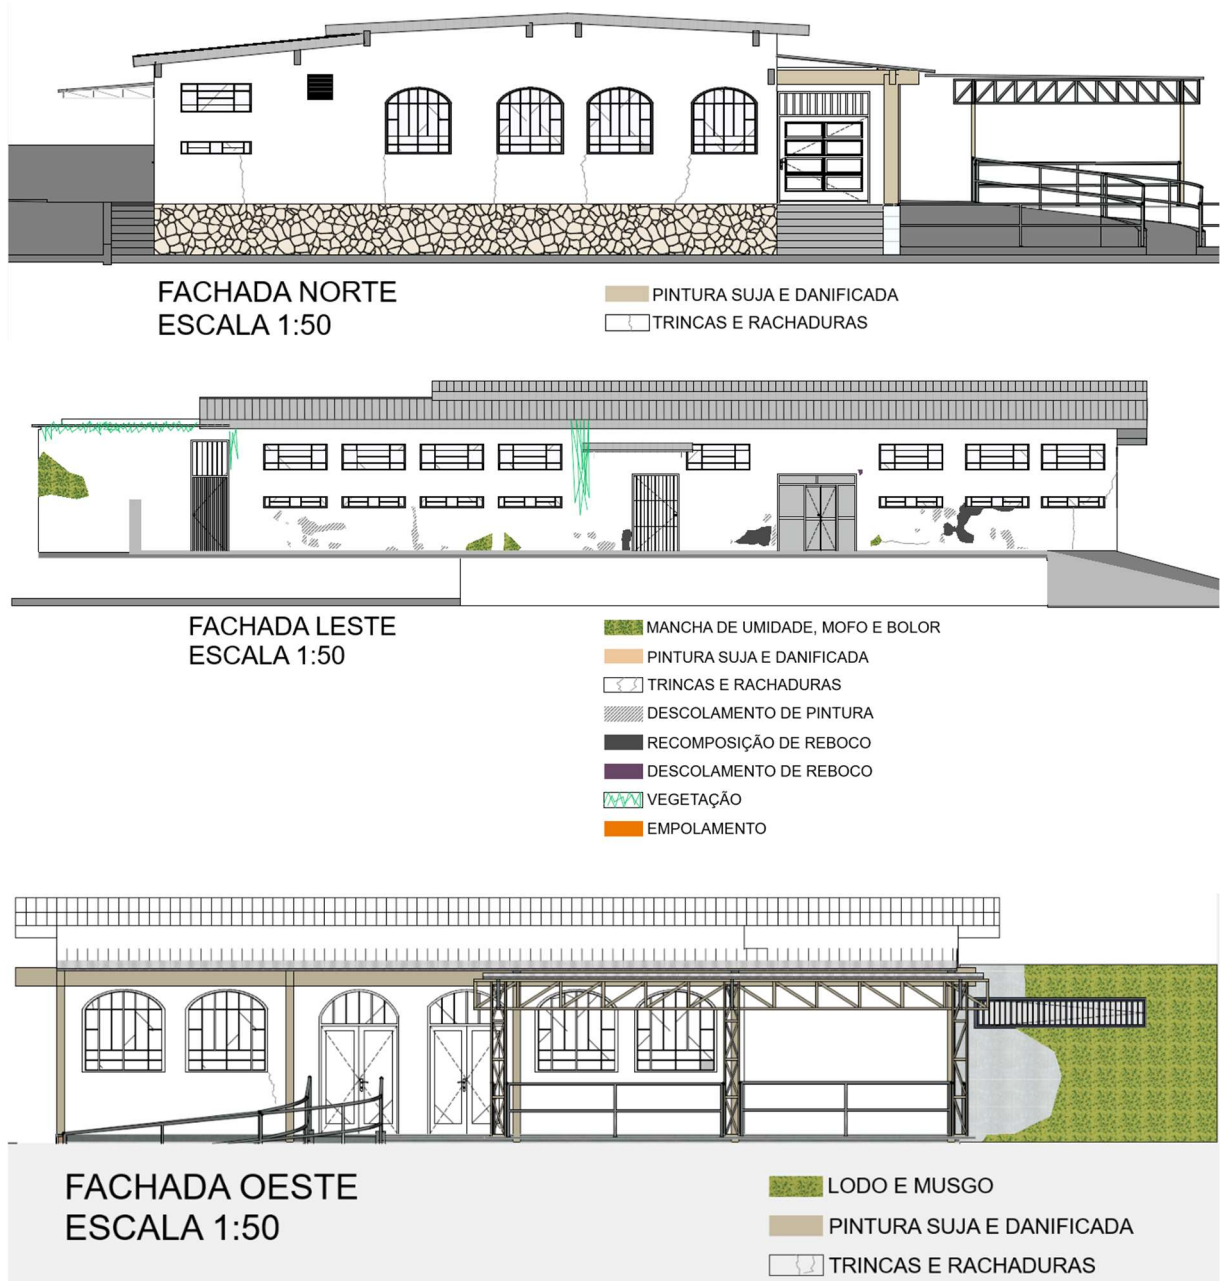 FACHADA NORTE
ESCALA 1:50
PINTURA SUJA E DANIFICADA
TRINCAS E RACHADURAS
FACHADA LESTE
ESCALA 1:50
MANCHA DE UMIDADE, MOFO E BOLOR
PINTURA SUJA E DANIFICADA
TRINCAS E RACHADURAS
DESCOLAMENTO DE PINTURA
RECOMPOSIÇÃO DE REBOCO
DESCOLAMENTO DE REBOCO
VEGETAÇÃO
EMPOLAMENTO
FACHADA OESTE
ESCALA 1:50
LODO E MUSGO
PINTURA SUJA E DANIFICADA
TRINCAS E RACHADURAS